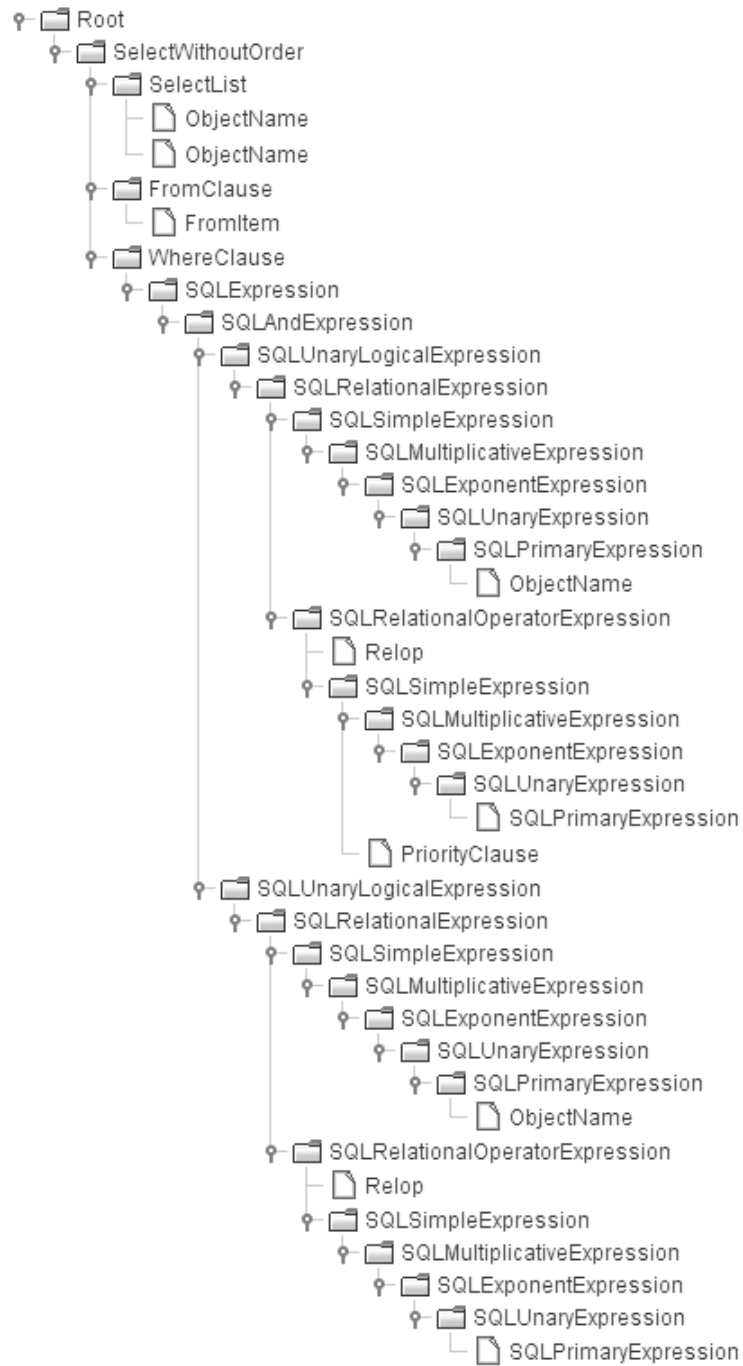 Root
SelectWithoutOrder
SelectList
ObjectName
ObjectName
FromClause
FromItem
WhereClause
SQLExpression
SQLAndExpression
SQLUnaryLogicalExpression
SQLRelationalExpression
SQLSimpleExpression
SQLMultiplicativeExpression
SQLExponentExpression
SQLUnaryExpression
SQLPrimaryExpression
ObjectName
SQLRelationalOperatorExpression
Relop
SQLSimpleExpression
SQLMultiplicativeExpression
SQLExponentExpression
SQLUnaryExpression
SQLPrimaryExpression
PriorityClause
SQLUnaryLogicalExpression
SQLRelationalExpression
SQLSimpleExpression
SQLMultiplicativeExpression
SQLExponentExpression
SQLUnaryExpression
SQLPrimaryExpression
ObjectName
SQLRelationalOperatorExpression
Relop
SQLSimpleExpression
SQLMultiplicativeExpression
SQLExponentExpression
SQLUnaryExpression
SQLPrimaryExpression